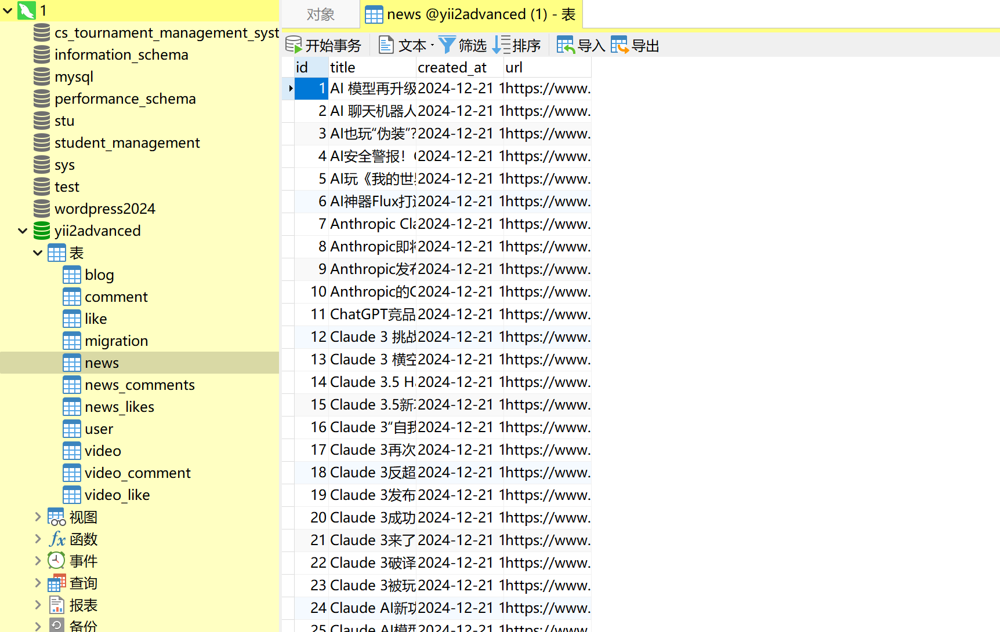 1
cs_tournament_management_syst
information_schema
mysql
performance_schema
stu
student_management
sys
test
wordpress2024
yii2advanced
表
blog
comment
like
migration
news
news_comments
news_likes
user
video
video_comment
video_like
视图
函数
事件
查询
报表
备份
对象
news @yii2advanced (1) - 表
开始事务 文本 筛选 排序 导入 导出
id title created_at url
1 AI 模型再升级 2024-12-21 1 https://www.
2 AI 聊天机器人 2024-12-21 1 https://www.
3 AI也玩“伪装”? 2024-12-21 1 https://www.
4 AI安全警报! 2024-12-21 1 https://www.
5 AI玩《我的世界 2024-12-21 1 https://www.
6 AI神器Flux打造 2024-12-21 1 https://www.
7 Anthropic Cla 2024-12-21 1 https://www.
8 Anthropic即将 2024-12-21 1 https://www.
9 Anthropic发布 2024-12-21 1 https://www.
10 Anthropic的C 2024-12-21 1 https://www.
11 ChatGPT竞品 2024-12-21 1 https://www.
12 Claude 3 挑战 2024-12-21 1 https://www.
13 Claude 3 横空 2024-12-21 1 https://www.
14 Claude 3.5 Ha 2024-12-21 1 https://www.
15 Claude 3.5新 2024-12-21 1 https://www.
16 Claude 3“自我 2024-12-21 1 https://www.
17 Claude 3再次 2024-12-21 1 https://www.
18 Claude 3反超 2024-12-21 1 https://www.
19 Claude 3发布 2024-12-21 1 https://www.
20 Claude 3成功 2024-12-21 1 https://www.
21 Claude 3来了 2024-12-21 1 https://www.
22 Claude 3破译 2024-12-21 1 https://www.
23 Claude 3被玩 2024-12-21 1 https://www.
24 Claude AI新功 2024-12-21 1 https://www.
25 Claude AI模型 2024-12-21 1 https://www.